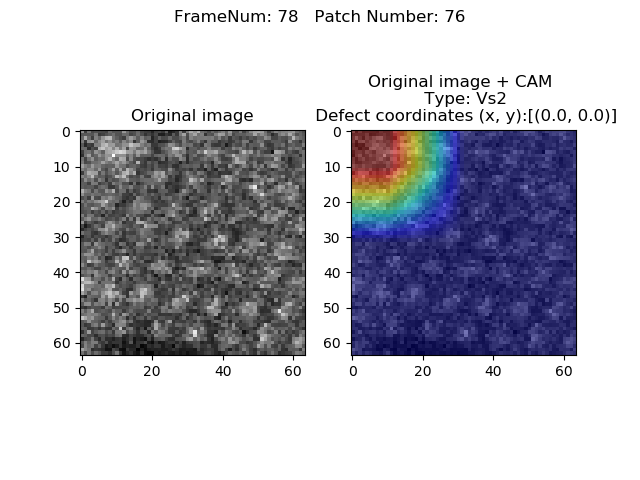 FrameNum: 78   Patch Number: 76
Original image
Original image + CAM
Type: Vs2
Defect coordinates (x, y):[(0.0, 0.0)]
0
10
20
30
40
50
60
0 20 40 60
0
10
20
30
40
50
60
0 20 40 60